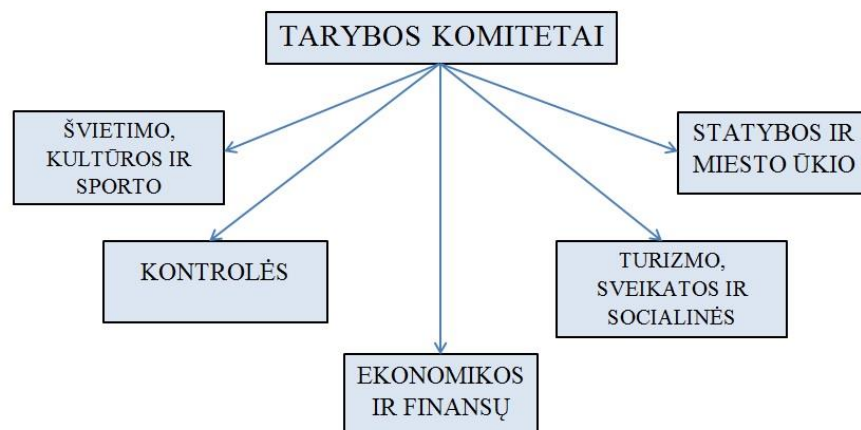 TARYBOS KOMITETAI
ŠVIETIMO,
KULTŪROS IR
SPORTO
STATYBOS IR
MIESTO ŪKIO
KONTROLĖS
TURIZMO,
SVEIKATOS IR
SOCIALINĖS
EKONOMIKOS
IR FINANSŲ